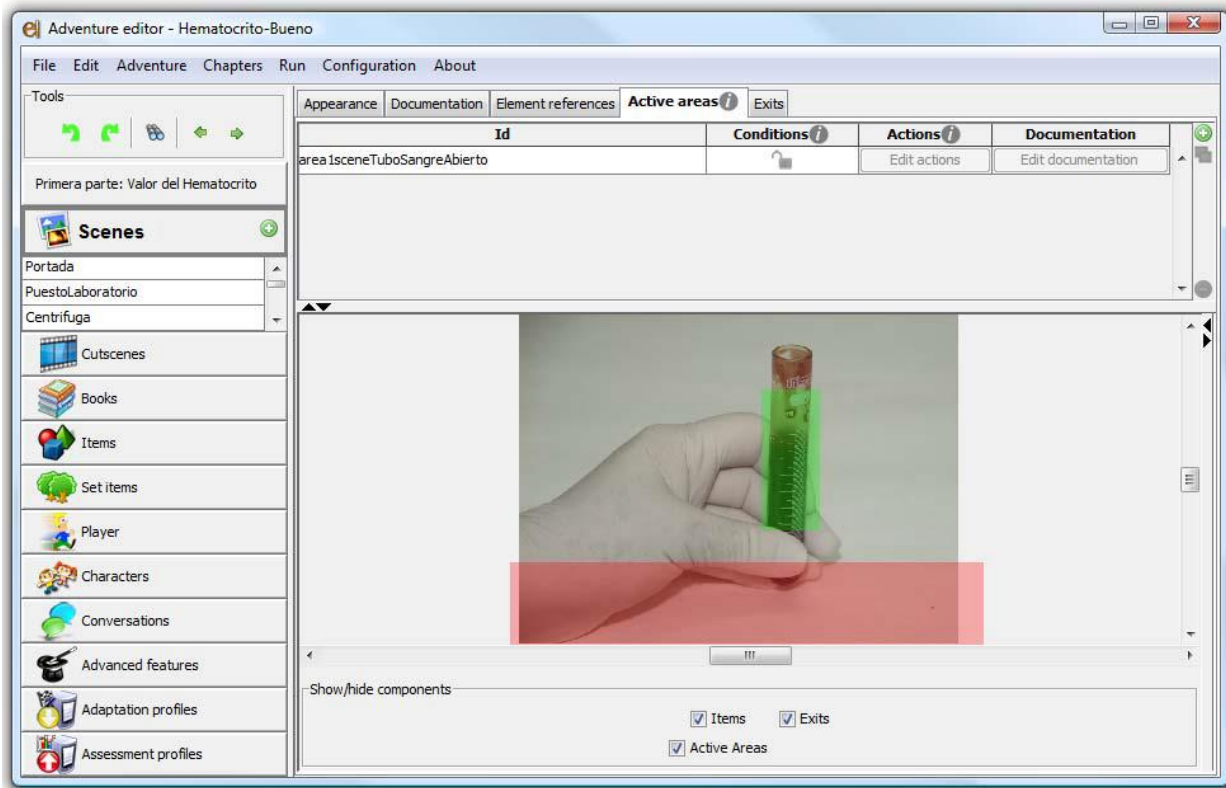 Adventure editor - Hematocrito-Bueno
File Edit Adventure Chapters Run Configuration About
Tools
Primera parte: Valor del Hematocrito
Scenes
Portada
PuestoLaboratorio
Centrifuga
Cutscenes
Books
Items
Set items
Player
Characters
Conversations
Advanced features
Adaptation profiles
Assessment profiles
Appearance Documentation Element references Active areas Exits
Id Conditions Actions Documentation
area1sceneTuboSangreAbierto Edit actions Edit documentation
Show/hide components
Items Exits
Active Areas